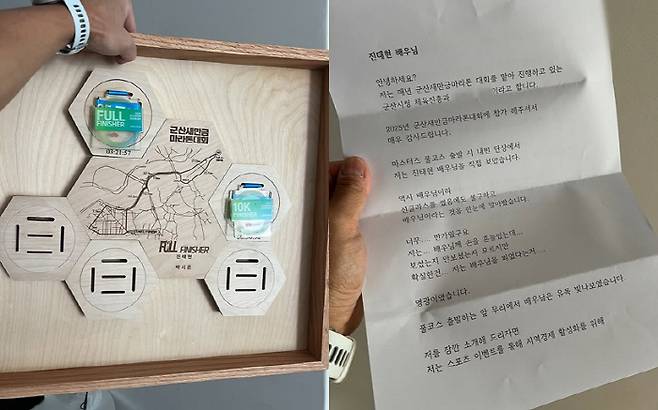 FULL
FINISHER
03:21:57
군산새만금
마라톤대회
10K
FINISHER
FULL FINISHER
진태현
박시은
진태현 배우님
안녕하세요?
저는 매년 군산새만금마라톤 대회를 맡아 진행하고 있는
군산시청 체육진흥과 이라고 합니다.
2025년 군산새만금마라톤대회에 참가 해주셔서
매우 감사드립니다.
마스터스 풀코스 출발 시 내빈 단상에서
저는 진태현 배우님을 직접 보았습니다.
역시 배우님이라
선글라스를 꼈음에도 불구하고
배우님이라는 것을 한눈에 알아봤습니다.
너무.... 반가웠구요
저는... 배우님께 손을 흔들었는데...
보았는지 안보셨는지 모르지만
확실한건... 저는 배우님을 봐었다는거....
영광이었습니다.
풀코스 출발하는 앞 무리에서 배우님은 유독 빛나보였습니다
저를 잠깐 소개해 드리자면
저는 스포츠 이벤트를 통해 지역경제 활성화를 위해